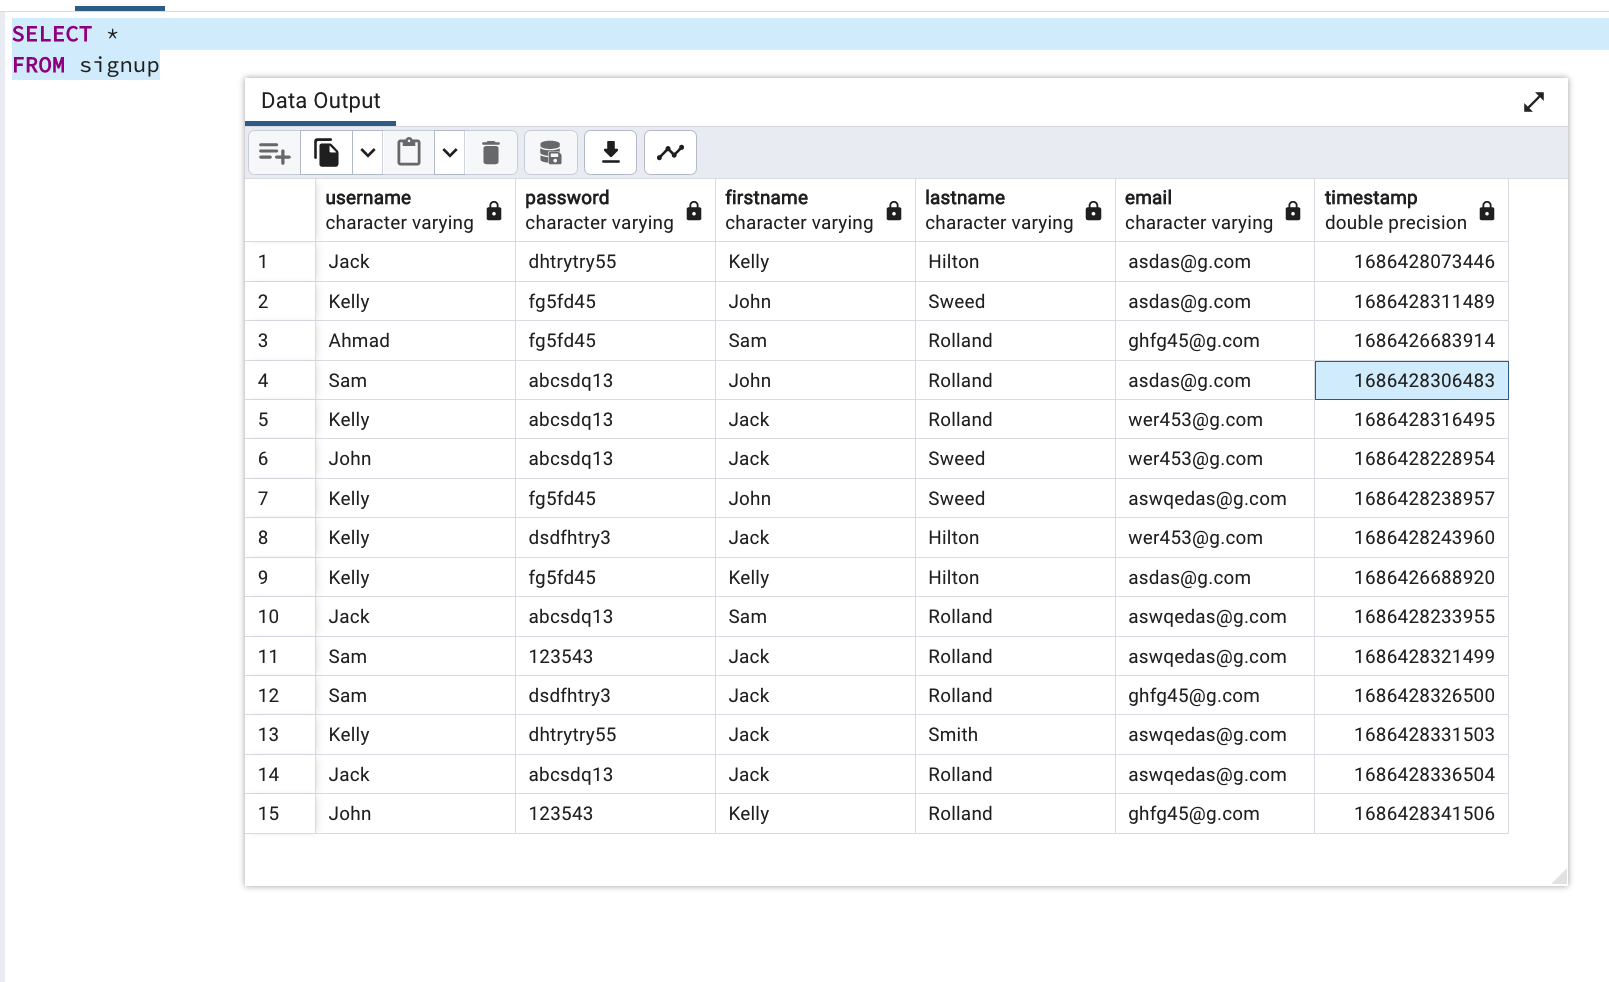 SELECT *
FROM signup
Data Output
username password firstname lastname email timestamp
character varying character varying character varying character varying character varying double precision
1 Jack dhtrytry55 Kelly Hilton asdas@g.com 1686428073446
2 Kelly fg5fd45 John Sweed asdas@g.com 1686428311489
3 Ahmad fg5fd45 Sam Rolland ghfg45@g.com 1686426683914
4 Sam abcsdq13 John Rolland asdas@g.com 1686428306483
5 Kelly abcsdq13 Jack Rolland wer453@g.com 1686428316495
6 John abcsdq13 Jack Sweed wer453@g.com 1686428228954
7 Kelly fg5fd45 John Sweed aswqedas@g.com 1686428238957
8 Kelly dsdfhtry3 Jack Hilton wer453@g.com 1686428243960
9 Kelly fg5fd45 Kelly Hilton asdas@g.com 1686426688920
10 Jack abcsdq13 Sam Rolland aswqedas@g.com 1686428233955
11 Sam 123543 Jack Rolland aswqedas@g.com 1686428321499
12 Sam dsdfhtry3 Jack Rolland ghfg45@g.com 1686428326500
13 Kelly dhtrytry55 Jack Smith aswqedas@g.com 1686428331503
14 Jack abcsdq13 Jack Rolland aswqedas@g.com 1686428336504
15 John 123543 Kelly Rolland ghfg45@g.com 1686428341506